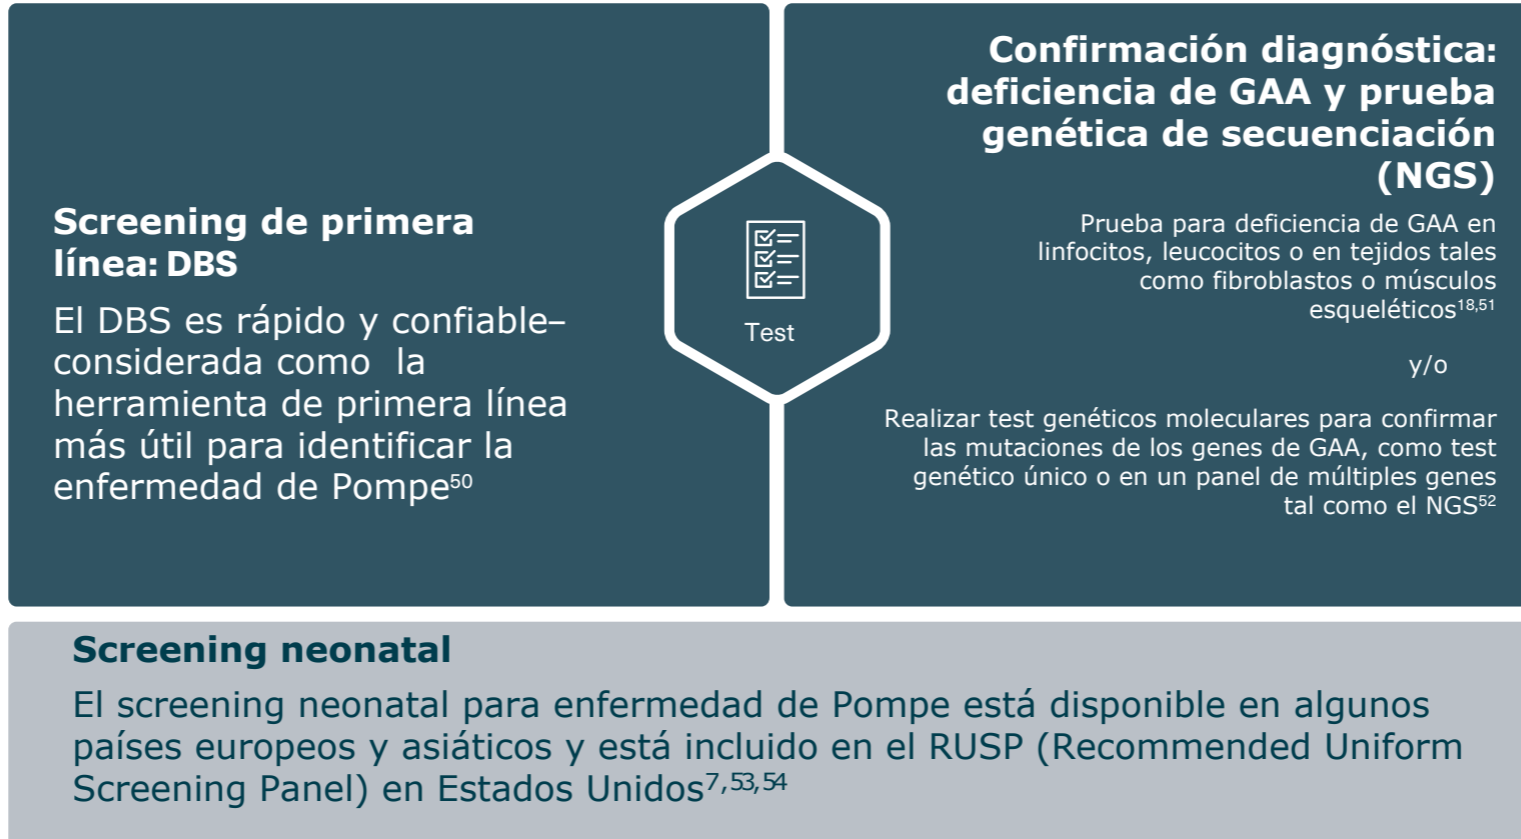 Screening de primera
línea: DBS
El DBS es rápido y confiable–
considerada como  la
herramienta de primera línea
más útil para identificar la
enfermedad de Pompe⁵⁰
Test
Confirmación diagnóstica:
deficiencia de GAA y prueba
genética de secuenciación
(NGS)
Prueba para deficiencia de GAA en
linfocitos, leucocitos o en tejidos tales
como fibroblastos o músculos
esqueléticos¹⁸,⁵¹
y/o
Realizar test genéticos moleculares para confirmar
las mutaciones de los genes de GAA, como test
genético único o en un panel de múltiples genes
tal como el NGS⁵²
Screening neonatal
El screening neonatal para enfermedad de Pompe está disponible en algunos
países europeos y asiáticos y está incluido en el RUSP (Recommended Uniform
Screening Panel) en Estados Unidos⁷,⁵³,⁵⁴